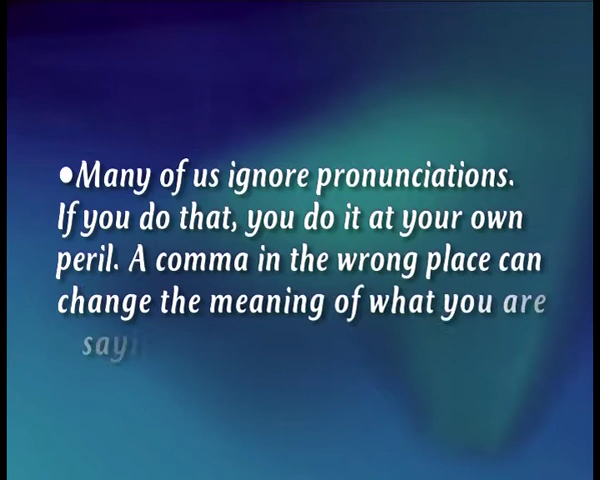 •Many of us ignore pronunciations.
If you do that, you do it at your own
peril. A comma in the wrong place can
change the meaning of what you are